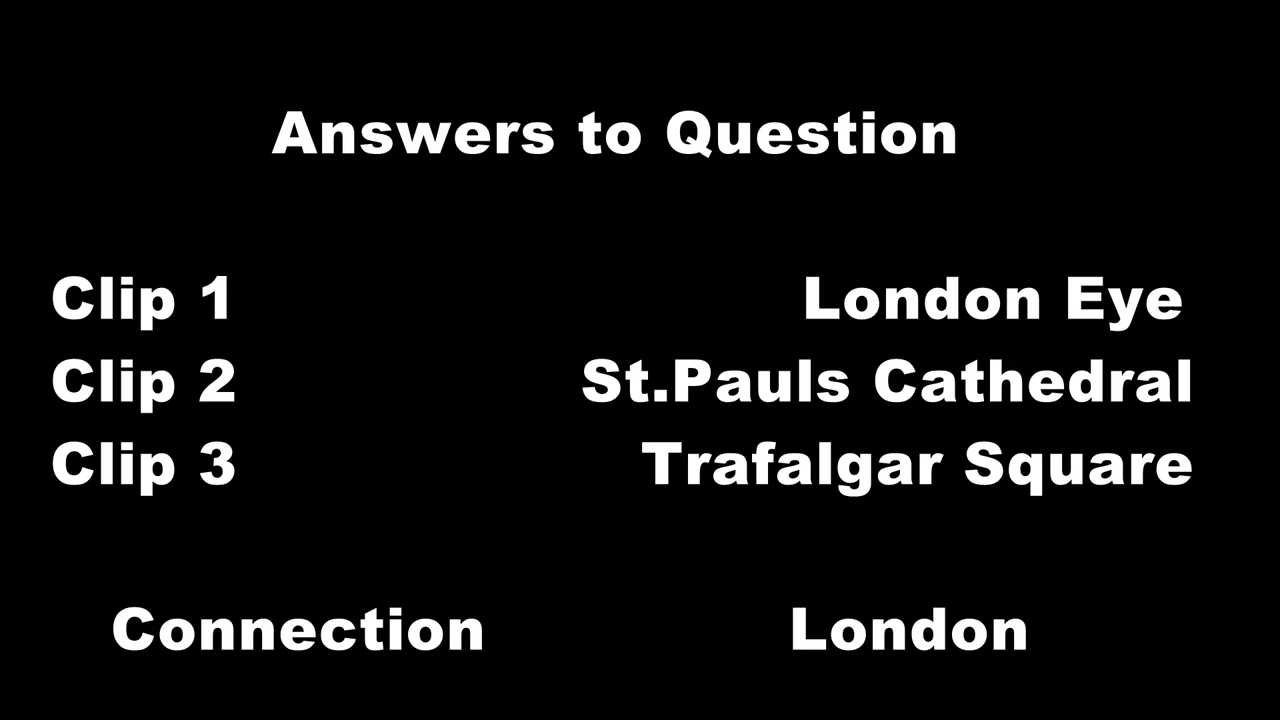 Answers to Question
Clip 1 London Eye
Clip 2 St.Pauls Cathedral
Clip 3 Trafalgar Square
Connection London